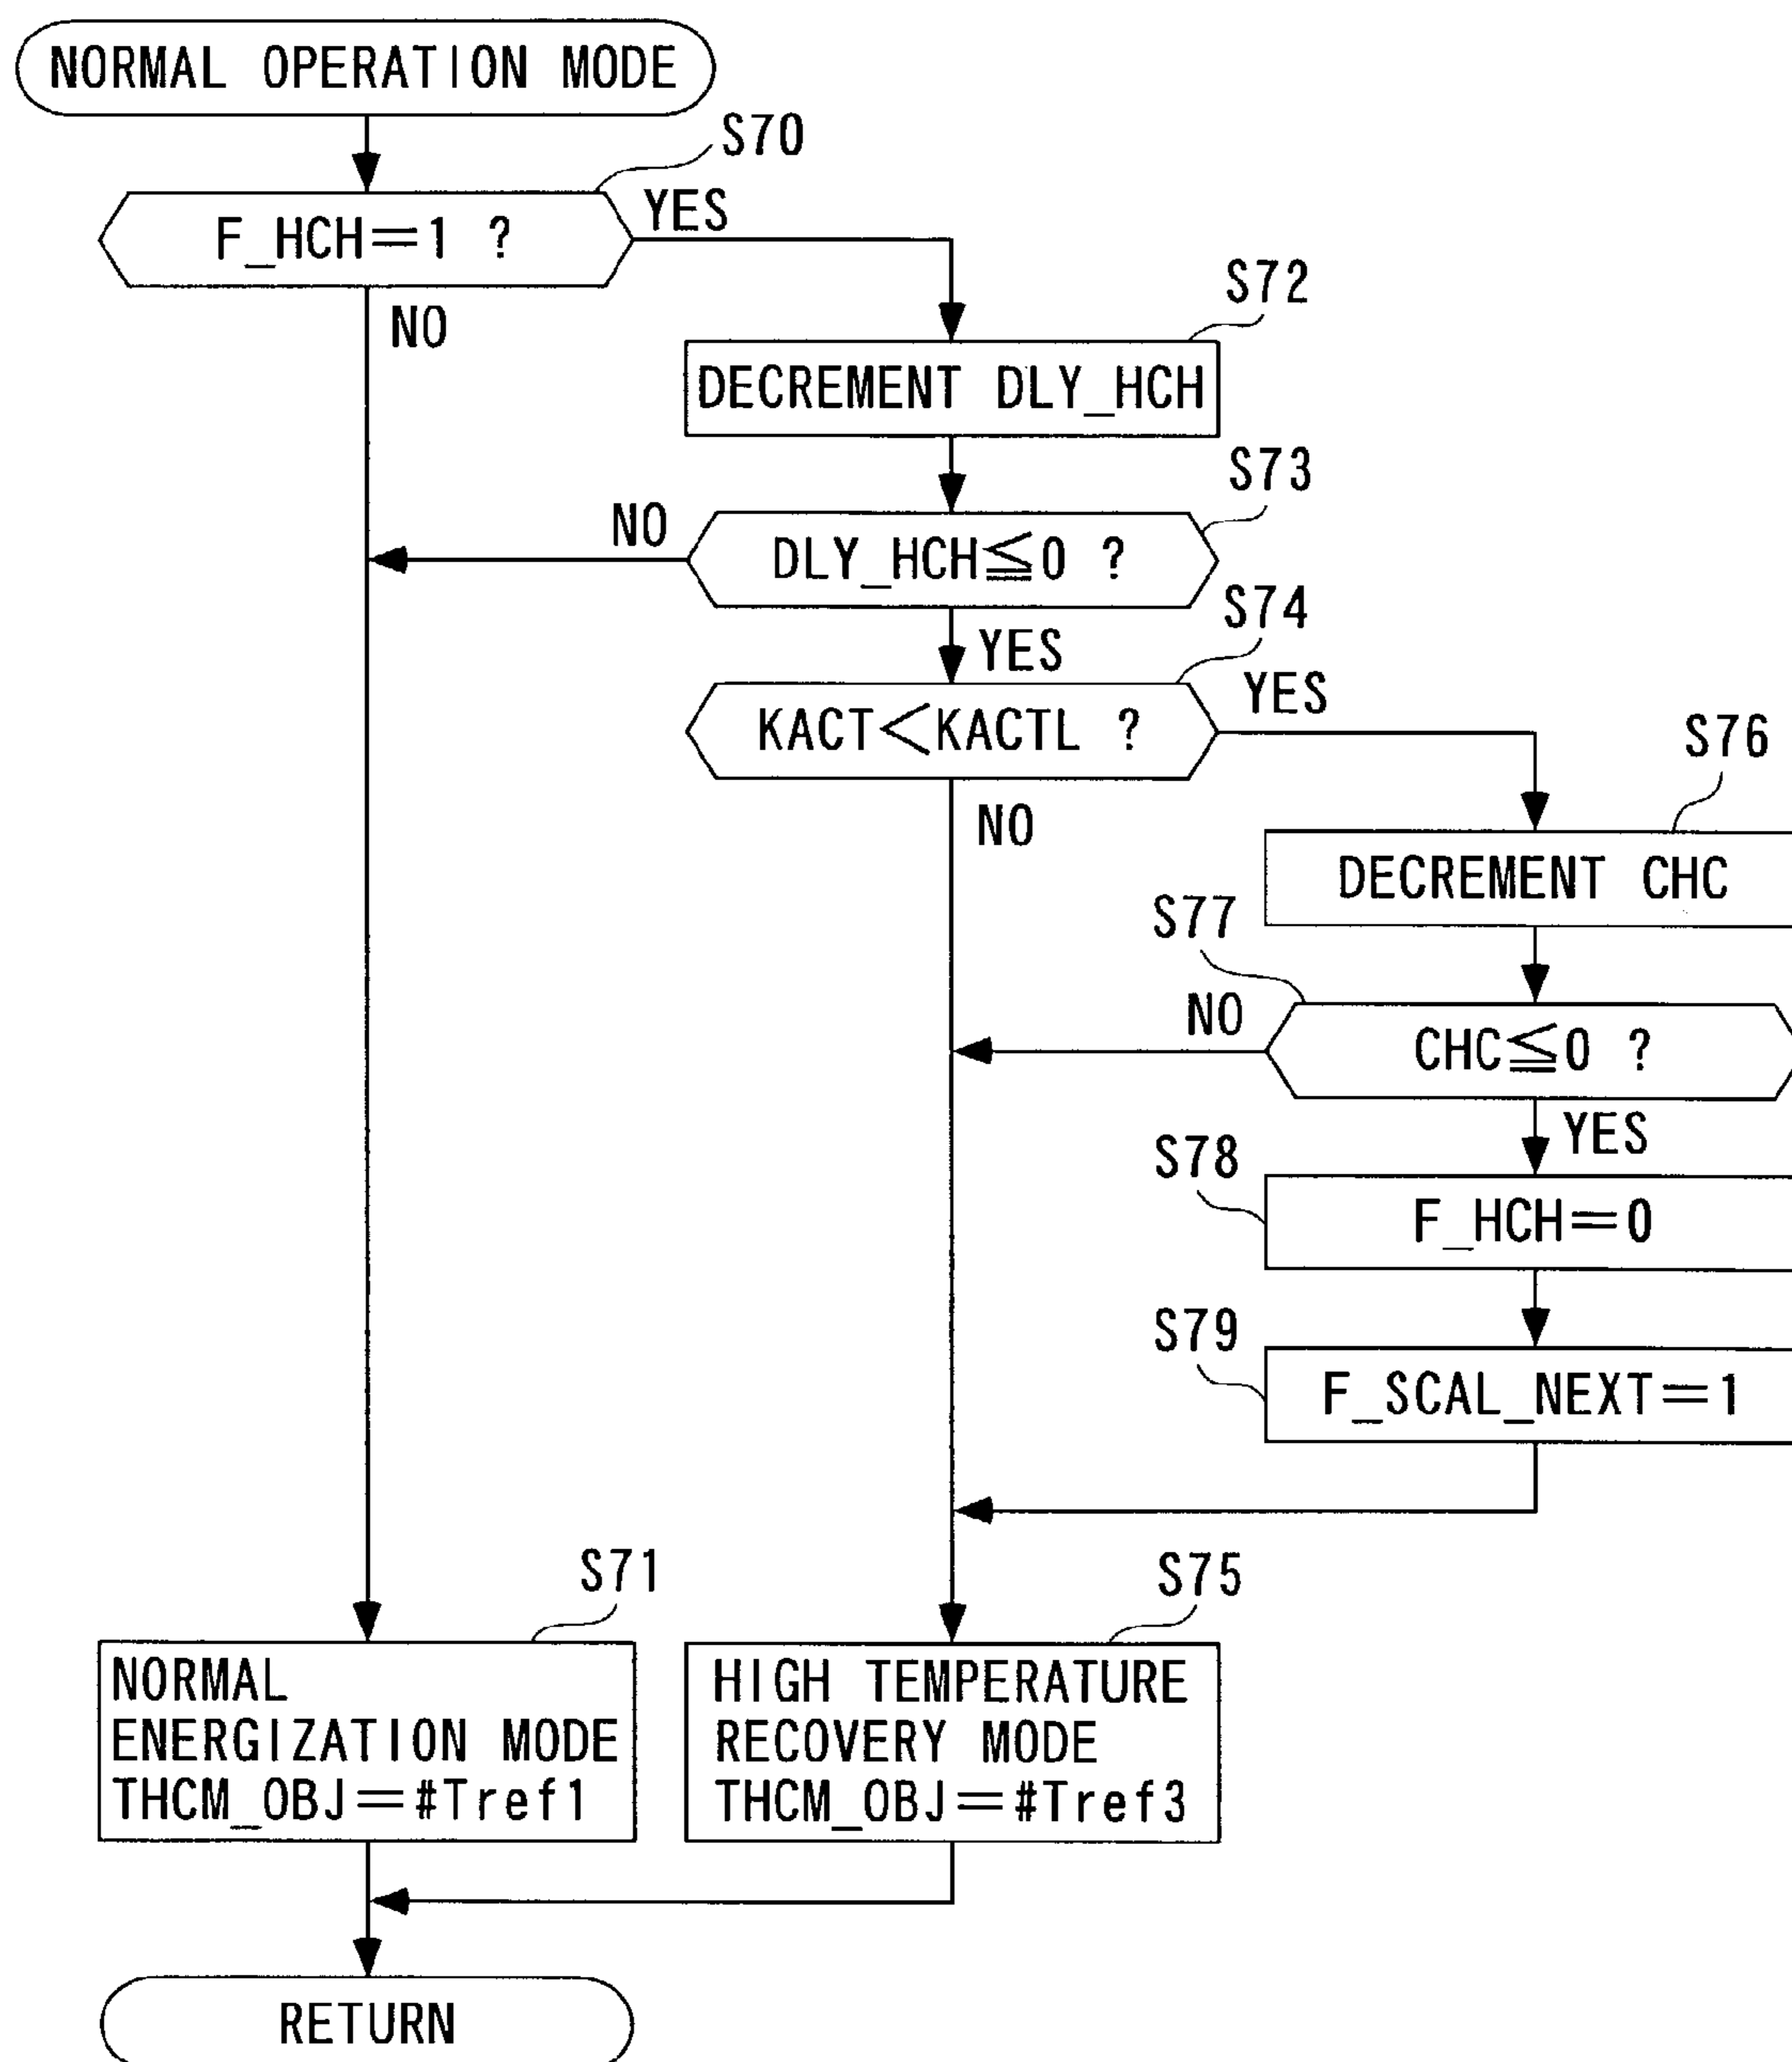 NORMAL OPERATION MODE
S70
F_HCH=1 ?
YES
NO
S72
DECREMENT DLY_HCH
S73
NO
DLY_HCH≦0 ?
S74
YES
KACT<KACTL ?
YES
NO
S76
DECREMENT CHC
S77
NO
CHC≦0 ?
YES
S78
F_HCH=0
S79
F_SCAL_NEXT=1
S71
NORMAL
ENERGIZATION MODE
THCM_OBJ=#Tref1
S75
HIGH TEMPERATURE
RECOVERY MODE
THCM_OBJ=#Tref3
RETURN